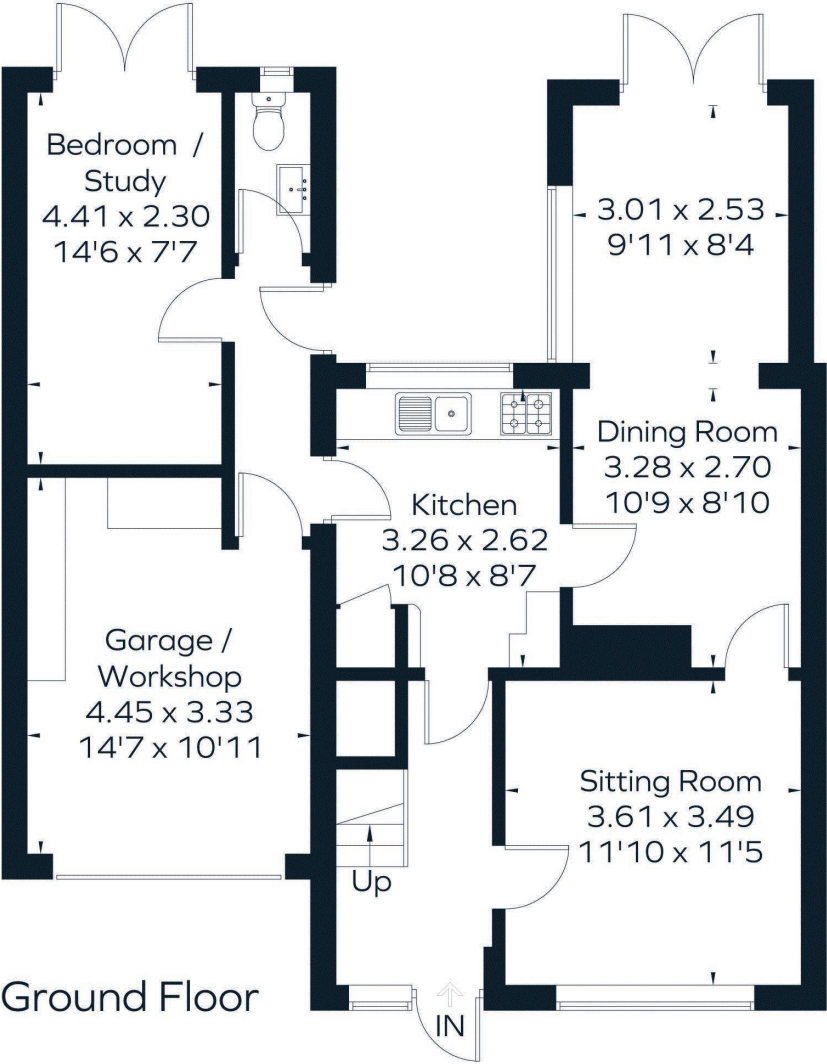 Bedroom /
Study
4.41 x 2.30
14'6 x 7'7
3.01 x 2.53
9'11 x 8'4
Dining Room
3.28 x 2.70
10'9 x 8'10
Kitchen
3.26 x 2.62
10'8 x 8'7
Garage /
Workshop
4.45 x 3.33
14'7 x 10'11
Sitting Room
3.61 x 3.49
11'10 x 11'5
Up
Ground Floor
IN